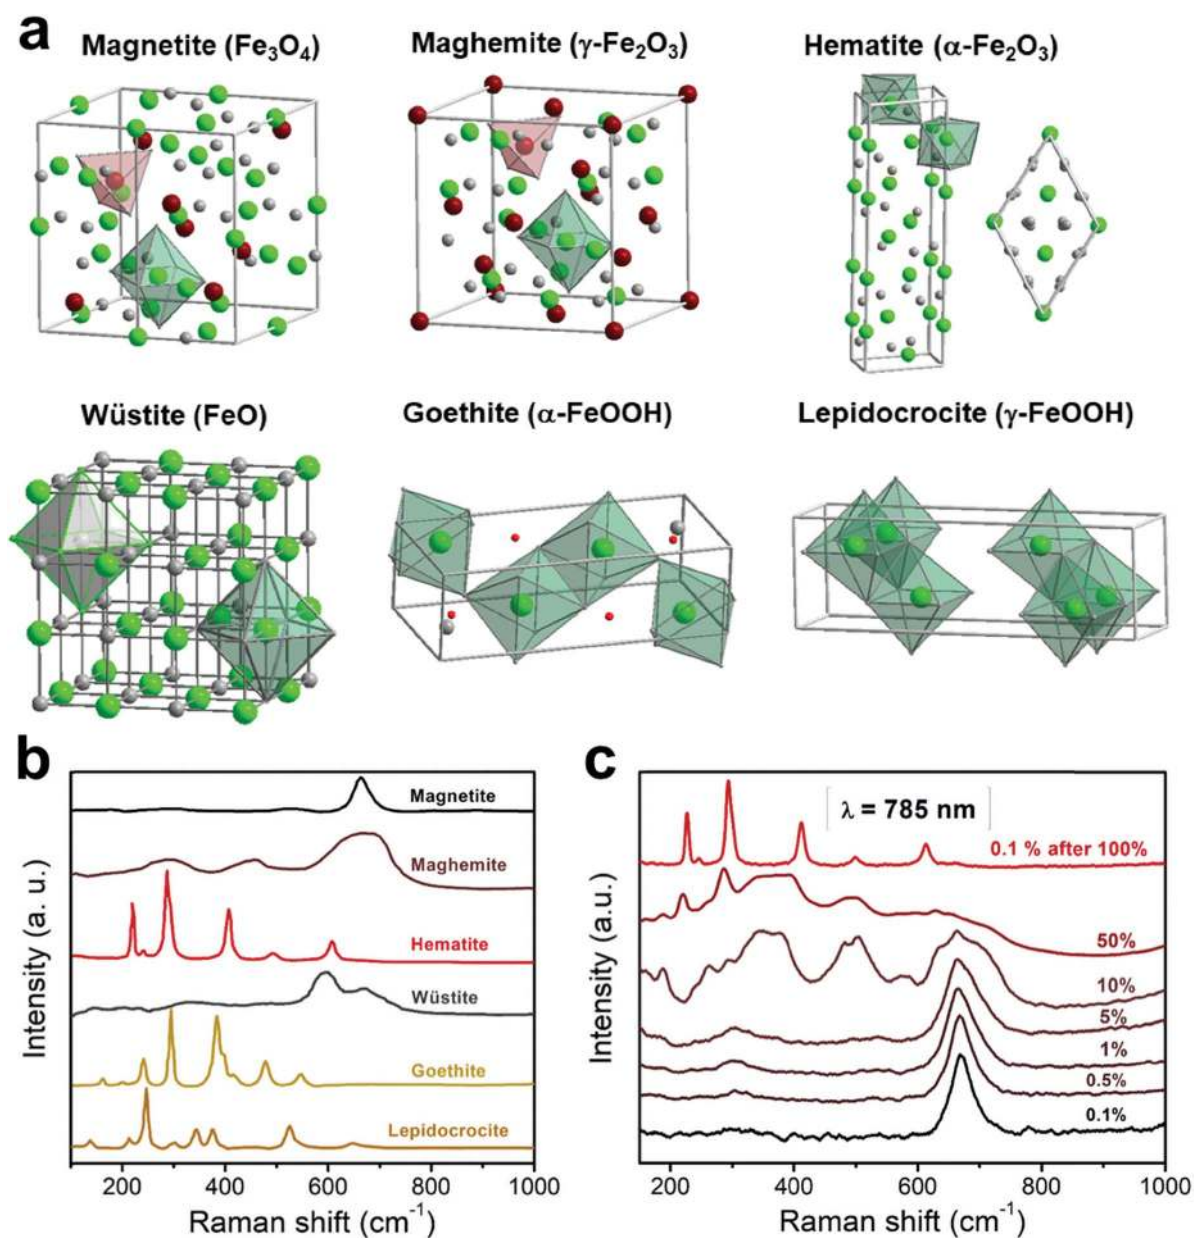 a
Magnetite (Fe₃O₄)
Maghemite (γ-Fe₂O₃)
Hematite (α-Fe₂O₃)
Wüstite (FeO)
Goethite (α-FeOOH)
Lepidocrocite (γ-FeOOH)
b
Intensity (a. u.)
Magnetite
Maghemite
Hematite
Wüstite
Goethite
Lepidocrocite
200 400 600 800 1000
Raman shift (cm⁻¹)
c
Intensity (a.u.)
λ = 785 nm
0.1 % after 100%
50%
10%
5%
1%
0.5%
0.1%
200 400 600 800 1000
Raman shift (cm⁻¹)